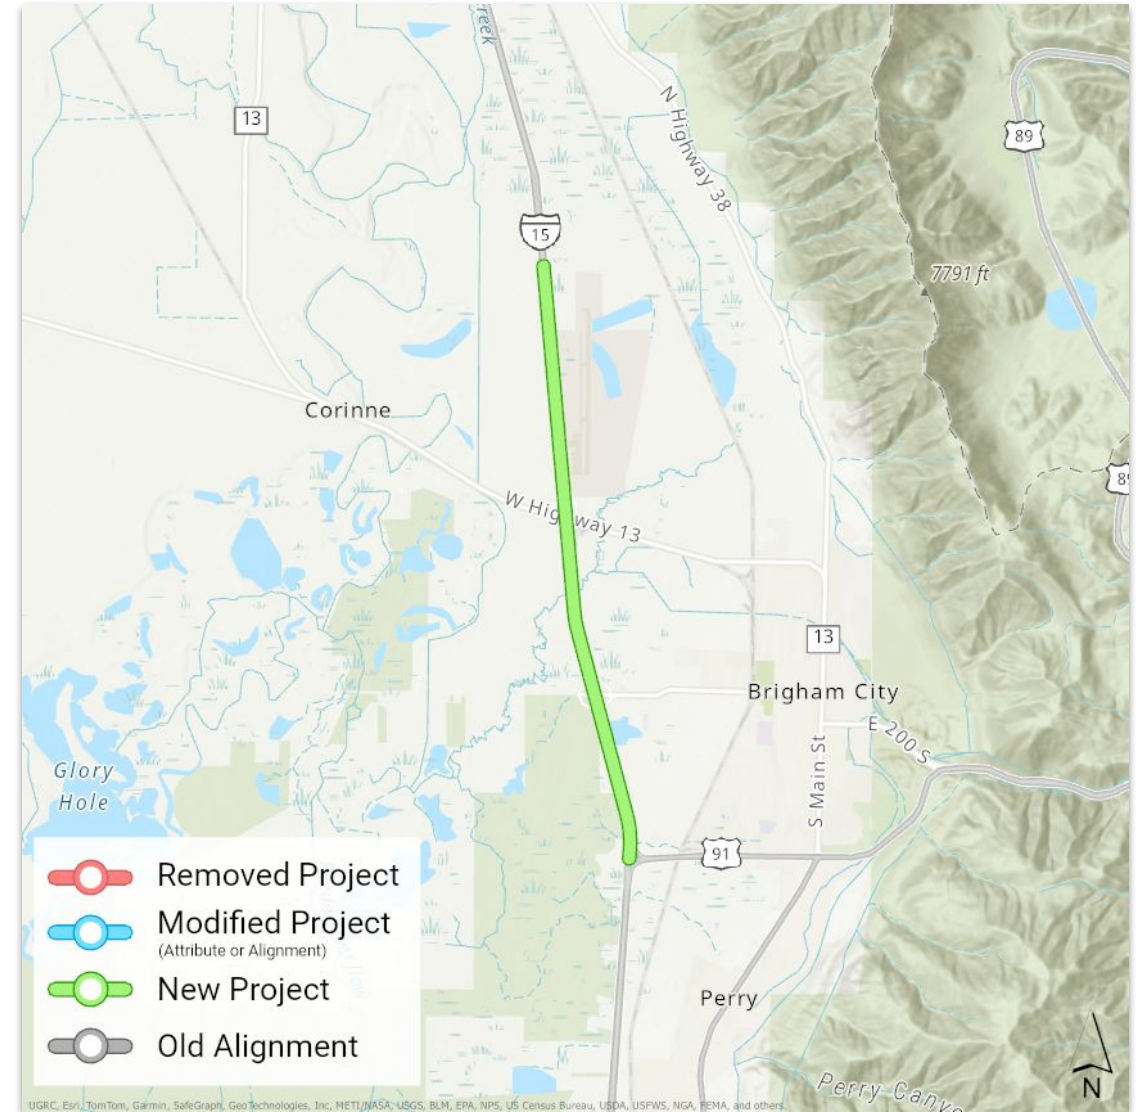 reek
13
N Highway 38
89
15
7791 ft
Corinne
89
W Highway 13
13
Brigham City
E 200 S
S Main St
Glory
Hole
91
Removed Project
Modified Project
(Attribute or Alignment)
New Project
Old Alignment
Perry
Perry Canyo
N
UGRC, Esri, TomTom, Garmin, SafeGraph, GeoTechnologies, Inc, METI/NASA, USGS, BLM, EPA, NPS, US Census Bureau, USDA, USFWS, NGA, FEMA, and others